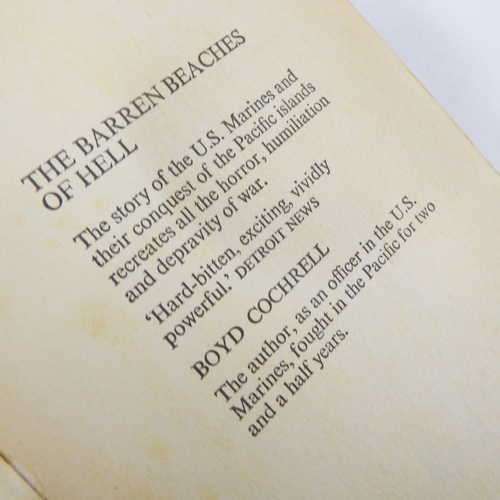 THE BARREN BEACHES
OF HELL
The story of the U.S. Marines and
their conquest of the Pacific islands
recreates all the horror, humiliation
and depravity of war.
‘Hard-bitten, exciting, vividly
powerful.’ DETROIT NEWS
BOYD COCHRELL
The author, as an officer in the U.S.
Marines, fought in the Pacific for two
and a half years.